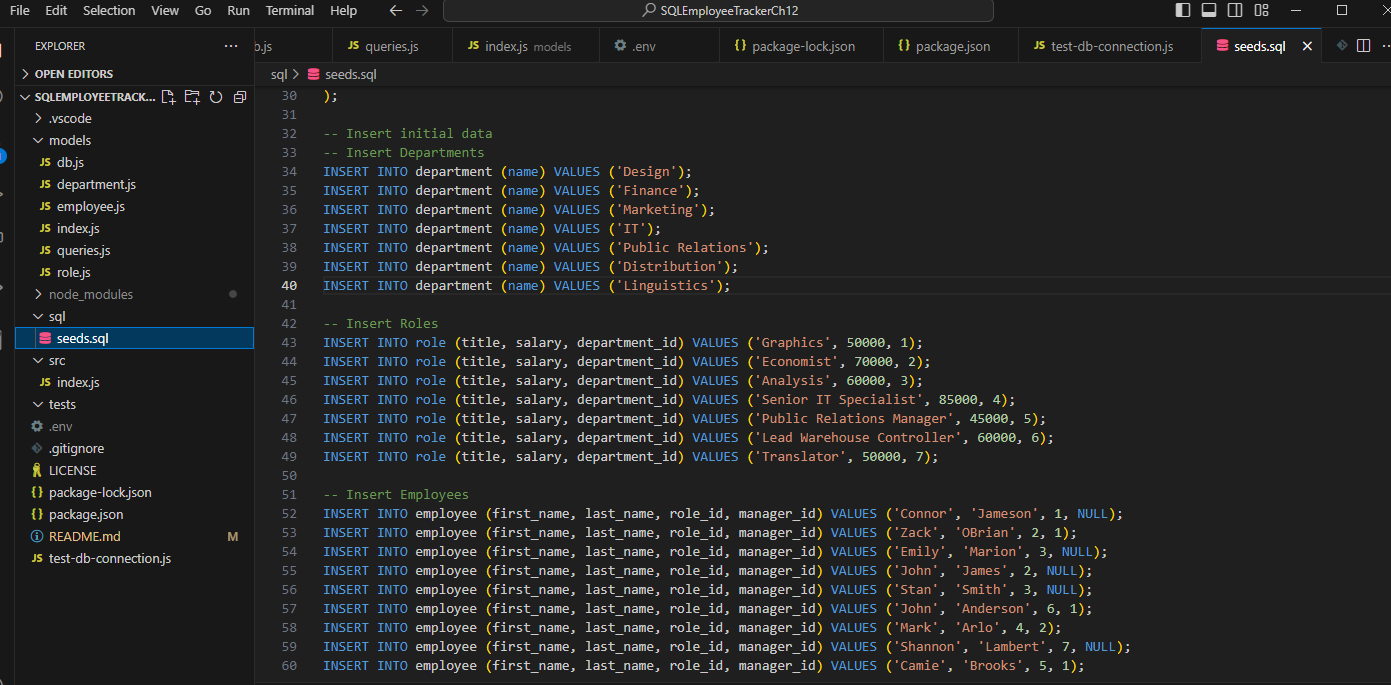 File Edit Selection View Go Run Terminal Help SQLEmployeeTrackerCh12
EXPLORER
b.js
queries.js
index.js models
.env
package-lock.json
package.json
test-db-connection.js
seeds.sql
OPEN EDITORS
SQLEMPLOYEETRACK...
.vscode
models
db.js
department.js
employee.js
index.js
queries.js
role.js
node_modules
sql
seeds.sql
src
index.js
tests
.env
.gitignore
LICENSE
package-lock.json
package.json
README.md M
test-db-connection.js
sql > seeds.sql
30 );
31
32 -- Insert initial data
33 -- Insert Departments
34 INSERT INTO department (name) VALUES ('Design');
35 INSERT INTO department (name) VALUES ('Finance');
36 INSERT INTO department (name) VALUES ('Marketing');
37 INSERT INTO department (name) VALUES ('IT');
38 INSERT INTO department (name) VALUES ('Public Relations');
39 INSERT INTO department (name) VALUES ('Distribution');
40 INSERT INTO department (name) VALUES ('Linguistics');
41
42 -- Insert Roles
43 INSERT INTO role (title, salary, department_id) VALUES ('Graphics', 50000, 1);
44 INSERT INTO role (title, salary, department_id) VALUES ('Economist', 70000, 2);
45 INSERT INTO role (title, salary, department_id) VALUES ('Analysis', 60000, 3);
46 INSERT INTO role (title, salary, department_id) VALUES ('Senior IT Specialist', 85000, 4);
47 INSERT INTO role (title, salary, department_id) VALUES ('Public Relations Manager', 45000, 5);
48 INSERT INTO role (title, salary, department_id) VALUES ('Lead Warehouse Controller', 60000, 6);
49 INSERT INTO role (title, salary, department_id) VALUES ('Translator', 50000, 7);
50
51 -- Insert Employees
52 INSERT INTO employee (first_name, last_name, role_id, manager_id) VALUES ('Connor', 'Jameson', 1, NULL);
53 INSERT INTO employee (first_name, last_name, role_id, manager_id) VALUES ('Zack', 'OBrian', 2, 1);
54 INSERT INTO employee (first_name, last_name, role_id, manager_id) VALUES ('Emily', 'Marion', 3, NULL);
55 INSERT INTO employee (first_name, last_name, role_id, manager_id) VALUES ('John', 'James', 2, NULL);
56 INSERT INTO employee (first_name, last_name, role_id, manager_id) VALUES ('Stan', 'Smith', 3, NULL);
57 INSERT INTO employee (first_name, last_name, role_id, manager_id) VALUES ('John', 'Anderson', 6, 1);
58 INSERT INTO employee (first_name, last_name, role_id, manager_id) VALUES ('Mark', 'Arlo', 4, 2);
59 INSERT INTO employee (first_name, last_name, role_id, manager_id) VALUES ('Shannon', 'Lambert', 7, NULL);
60 INSERT INTO employee (first_name, last_name, role_id, manager_id) VALUES ('Camie', 'Brooks', 5, 1);